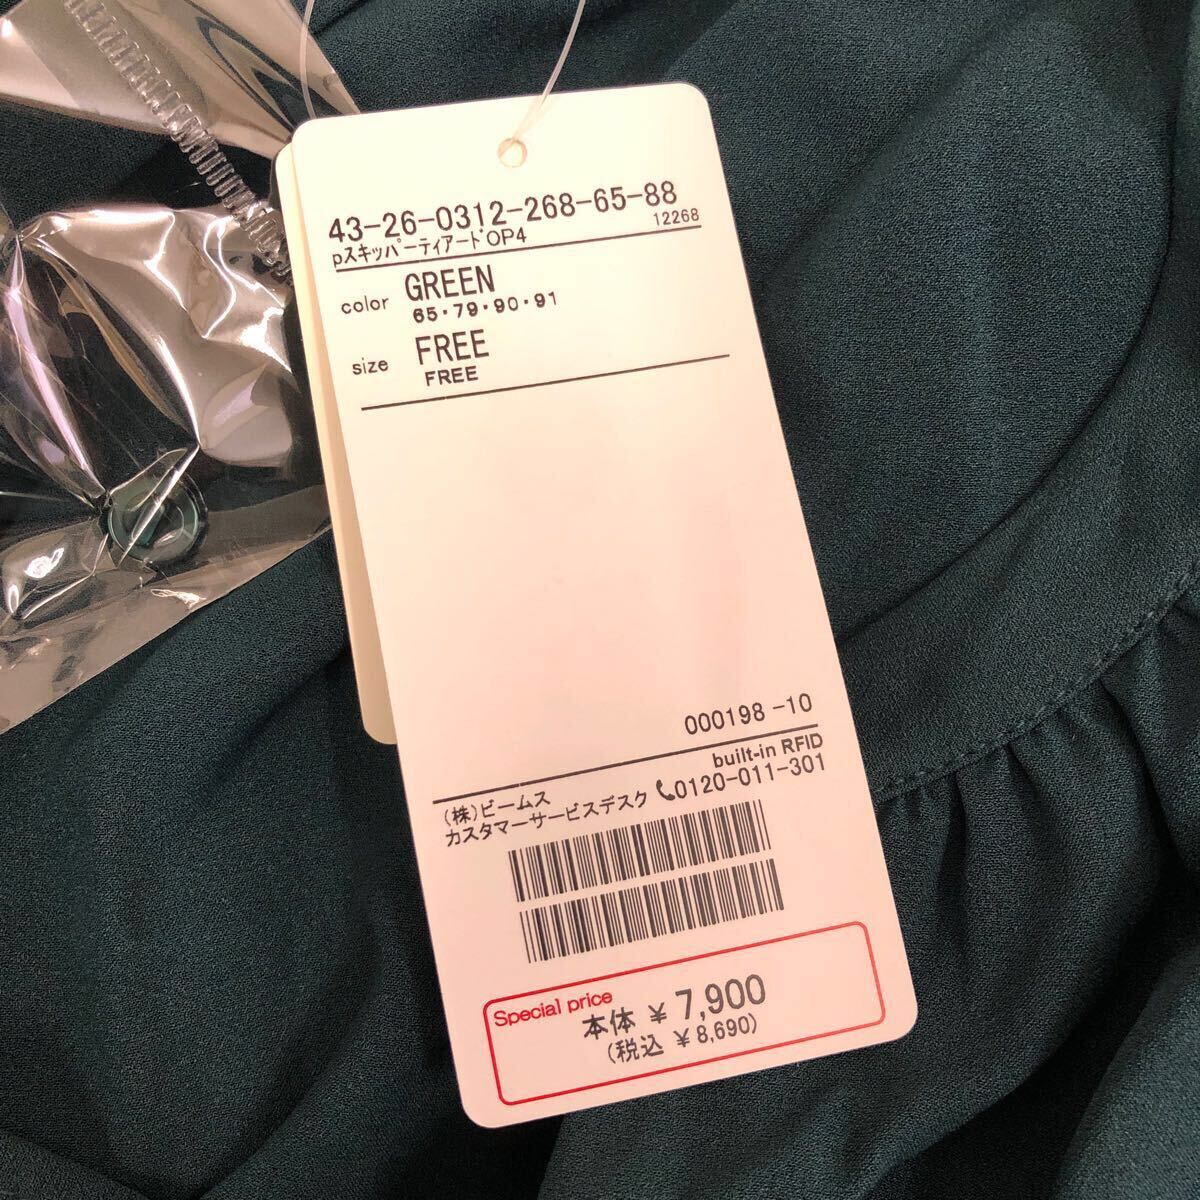 43-26-0312-268-65-88
pスキッパーティアードOP4 12268
color GREEN
65・79・90・91
size FREE
FREE
000198 -10
built-in RFID
(株)ビームス
カスタマーサービスデスク 📞0120-011-301
Special price
本体 ¥ 7,900
(税込 ¥8,690)